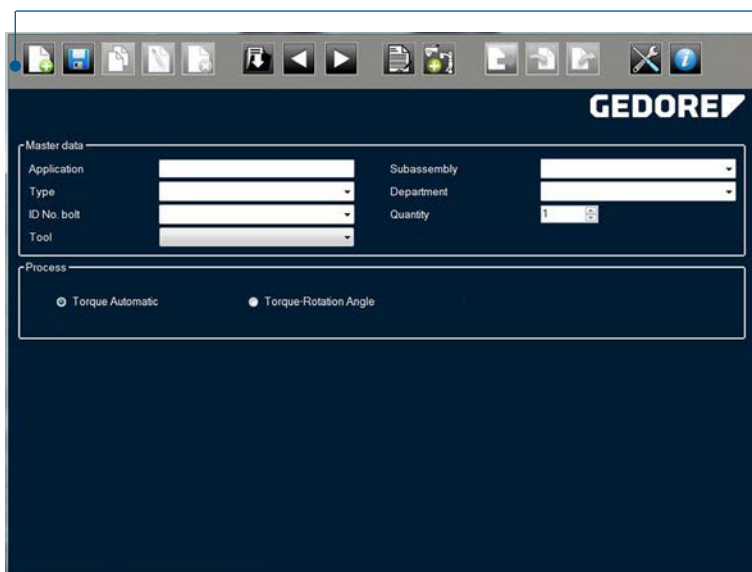 GEDORE
Master data
Application
Subassembly
Type
Department
ID No. bolt
Quantity
1
Tool
Process
Torque Automatic
Torque-Rotation Angle